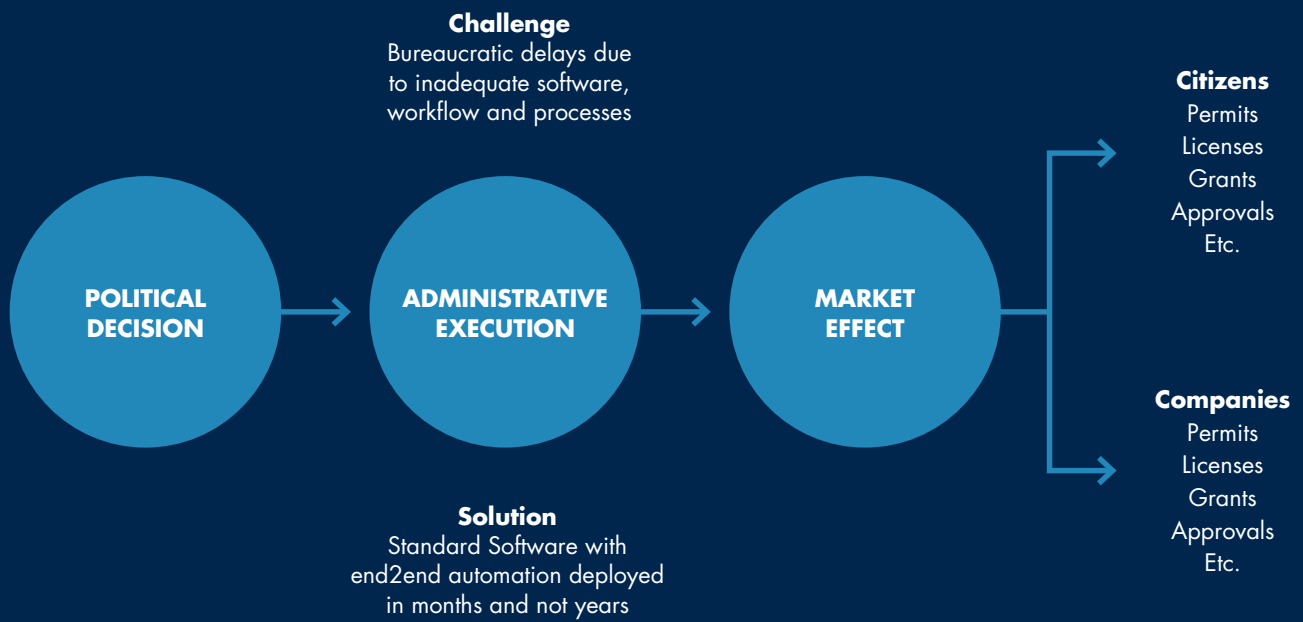 Challenge
Bureaucratic delays due
to inadequate software,
workflow and processes
POLITICAL
DECISION
ADMINISTRATIVE
EXECUTION
MARKET
EFFECT
Solution
Standard Software with
end2end automation deployed
in months and not years
Citizens
Permits
Licenses
Grants
Approvals
Etc.
Companies
Permits
Licenses
Grants
Approvals
Etc.